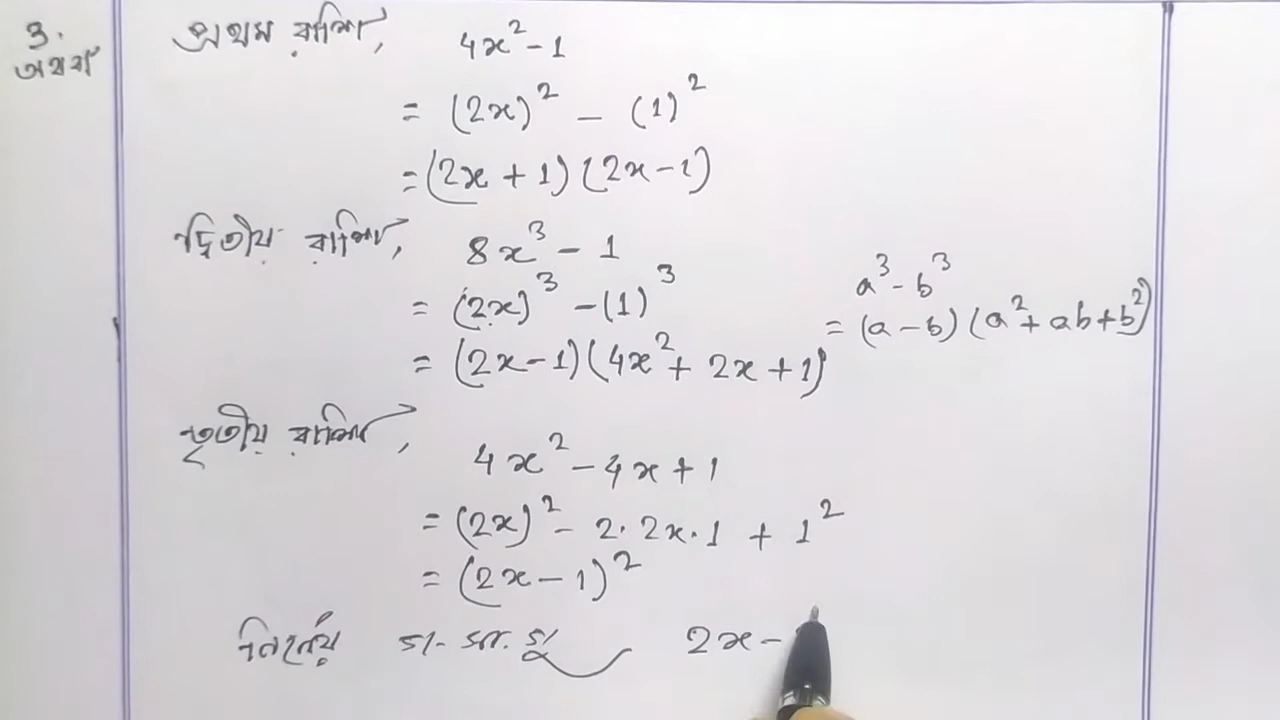 3. প্রথম রাশি, 4x² - 1
অথবা
= (2x)² - (1)²
= (2x + 1) (2x - 1)
দ্বিতীয় রাশি, 8x³ - 1
= (2x)³ - (1)³
a³ - b³
= (a - b) (a² + ab + b²)
= (2x - 1) (4x² + 2x + 1)
তৃতীয় রাশি, 4x² - 4x + 1
= (2x)² - 2.2x.1 + 1²
= (2x - 1)²
নির্ণেয় গ. সা. গু 2x -